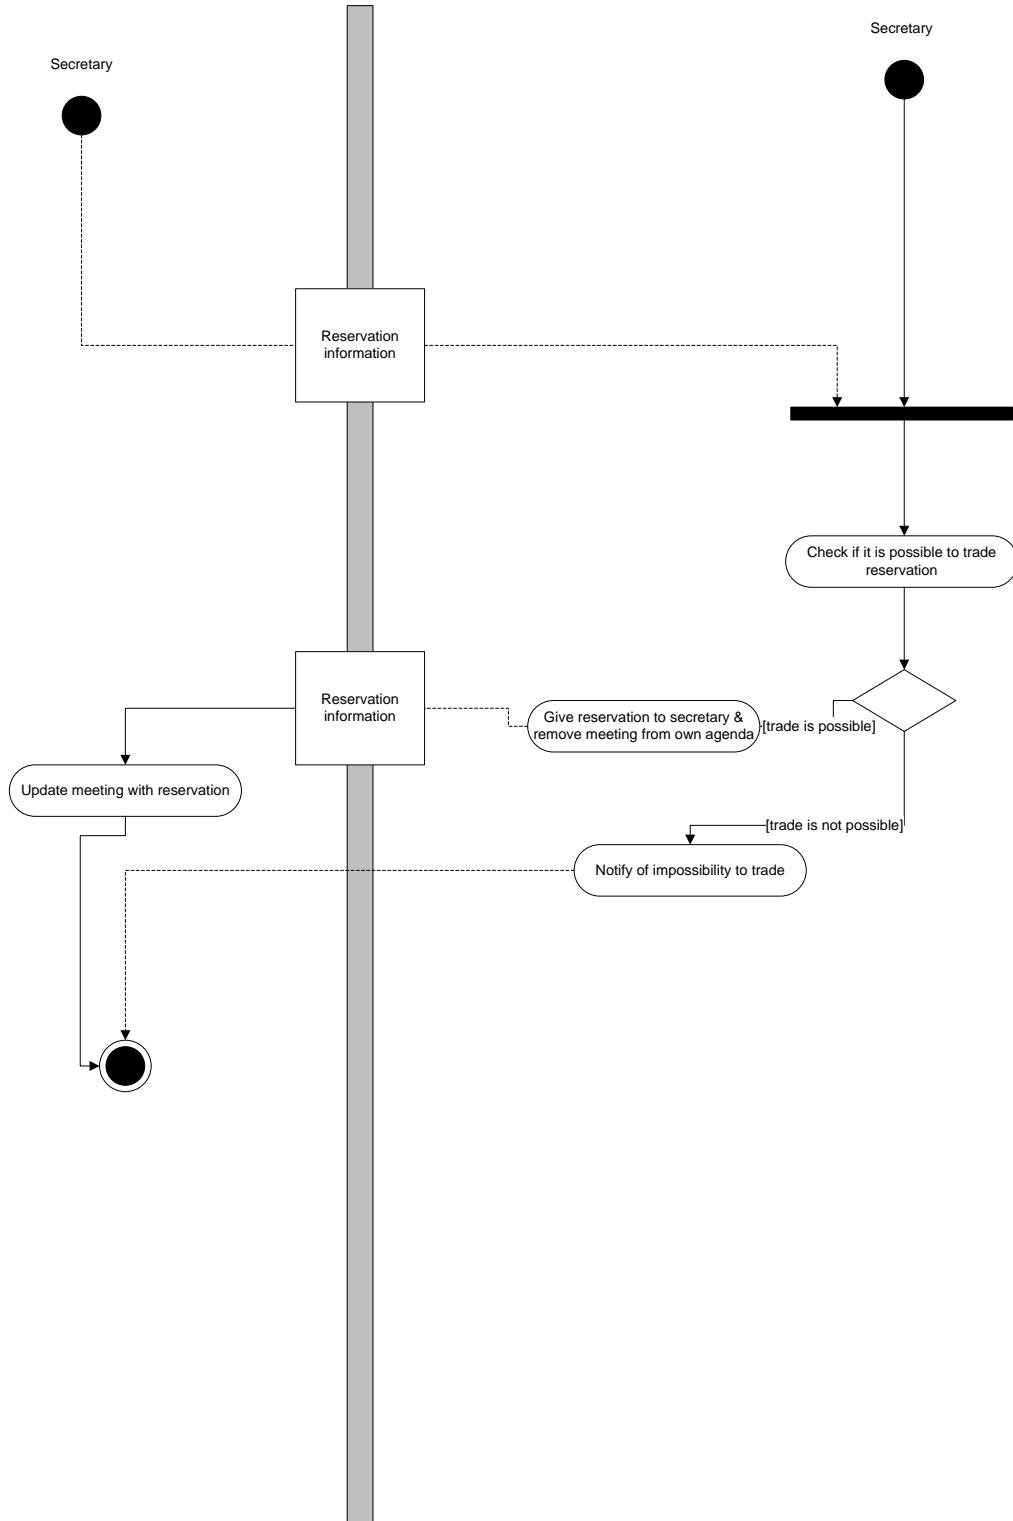 Secretary
Secretary
Reservation
information
Check if it is possible to trade
reservation
Reservation
information
Give reservation to secretary &
remove meeting from own agenda
[trade is possible]
Update meeting with reservation
[trade is not possible]
Notify of impossibility to trade